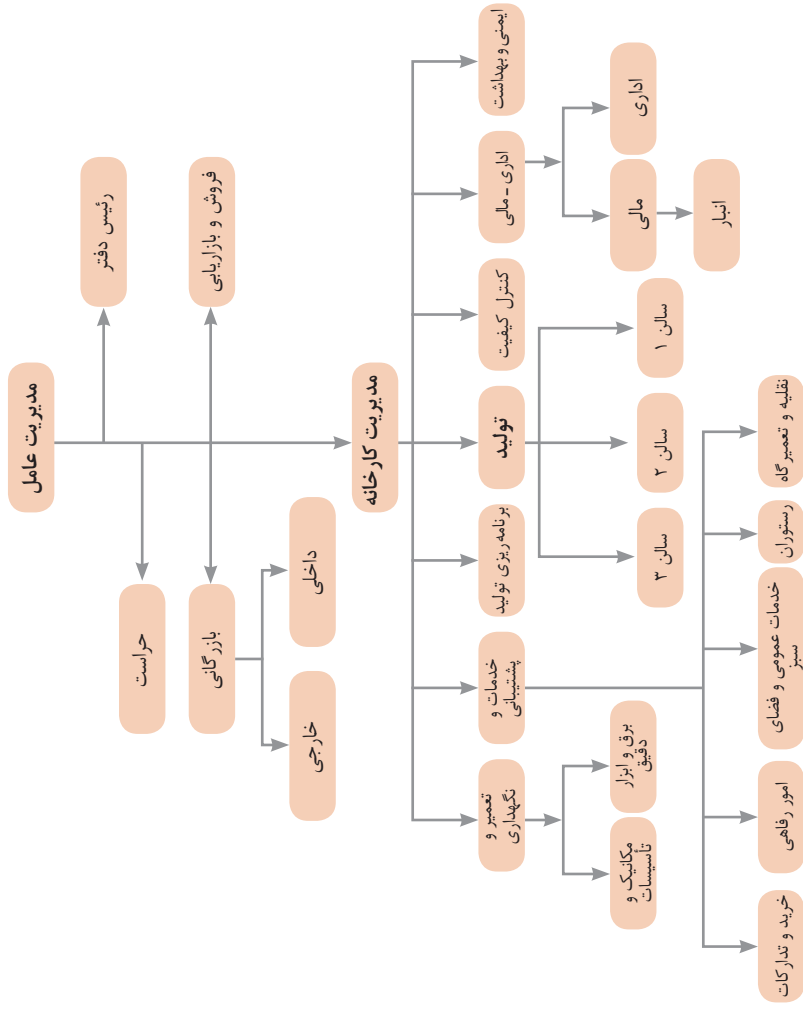 مدیریت عامل
رئیس دفتر
حراست
فروش و بازاریابی
بازرگانی
داخلی
خارجی
مدیریت کارخانه
ایمنی و بهداشت
اداری - مالی
کنترل کیفیت
تولید
برنامه ریزی تولید
خدمات و
پشتیبانی
تعمیر و
نگهداری
اداری
مالی
انبار
سالن ۱
سالن ۲
سالن ۳
برق و ابزار
دقیق
مکانیک و
تأسیسات
نقلیه و تعمیرگاه
رستوران
خدمات عمومی و فضای
سبز
امور رفاهی
خرید و تدارکات